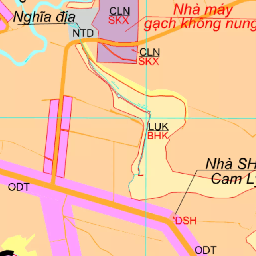 CLN
SKX
Nhà máy
gạch không nung
Nghĩa địa
NTD
CLN
SKX
LUK
BHK
Nhà SH
Cam Ly
ODT
DSH
ODT